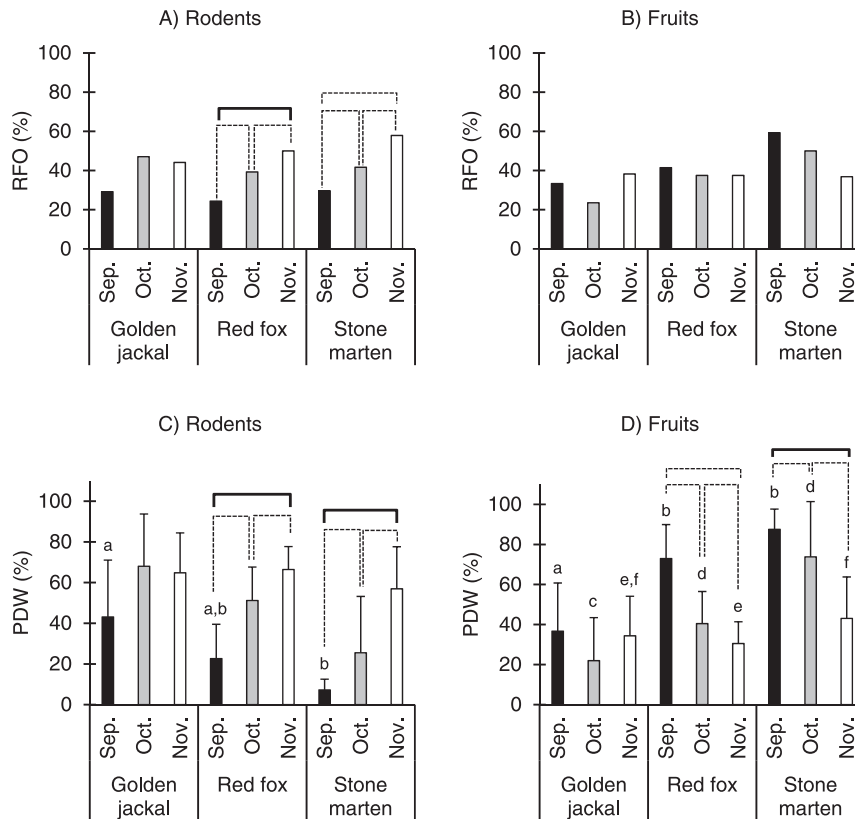 A) Rodents
100
80
60
40
20
0
RFO (%)
Sep. Oct. Nov. Sep. Oct. Nov. Sep. Oct. Nov.
Golden jackal
Red fox
Stone marten
B) Fruits
100
80
60
40
20
0
RFO (%)
Sep. Oct. Nov. Sep. Oct. Nov. Sep. Oct. Nov.
Golden jackal
Red fox
Stone marten
C) Rodents
100
80
60
40
20
0
PDW (%)
a
a,b
b
Sep. Oct. Nov. Sep. Oct. Nov. Sep. Oct. Nov.
Golden jackal
Red fox
Stone marten
D) Fruits
100
80
60
40
20
0
PDW (%)
a c e,f b d e b d f
Sep. Oct. Nov. Sep. Oct. Nov. Sep. Oct. Nov.
Golden jackal
Red fox
Stone marten